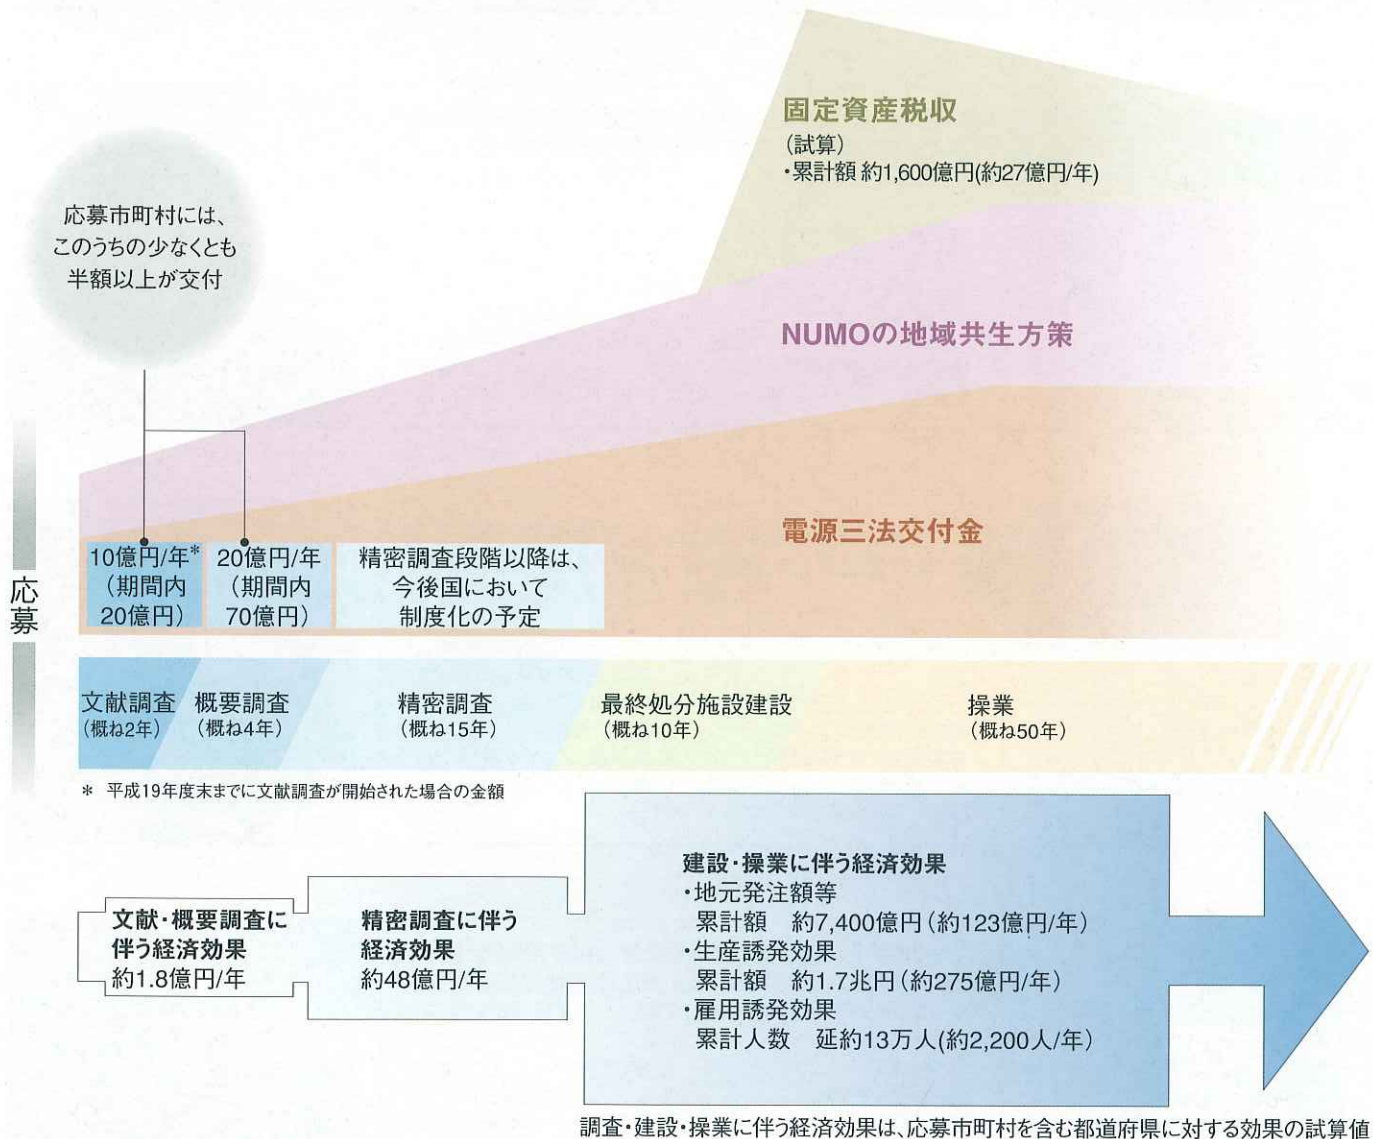 固定資産税収
(試算)
・累計額 約1,600億円(約27億円/年)
応募市町村には、
このうちの少なくとも
半額以上が交付
NUMOの地域共生方策
電源三法交付金
応募
10億円/年*
(期間内
20億円)
20億円/年
(期間内
70億円)
精密調査段階以降は、
今後国において
制度化の予定
文献調査
(概ね2年)
概要調査
(概ね4年)
精密調査
(概ね15年)
最終処分施設建設
(概ね10年)
操業
(概ね50年)
* 平成19年度末までに文献調査が開始された場合の金額
文献・概要調査に
伴う経済効果
約1.8億円/年
精密調査に伴う
経済効果
約48億円/年
建設・操業に伴う経済効果
・地元発注額等
累計額 約7,400億円(約123億円/年)
・生産誘発効果
累計額 約1.7兆円(約275億円/年)
・雇用誘発効果
累計人数 延約13万人(約2,200人/年)
調査・建設・操業に伴う経済効果は、応募市町村を含む都道府県に対する効果の試算値